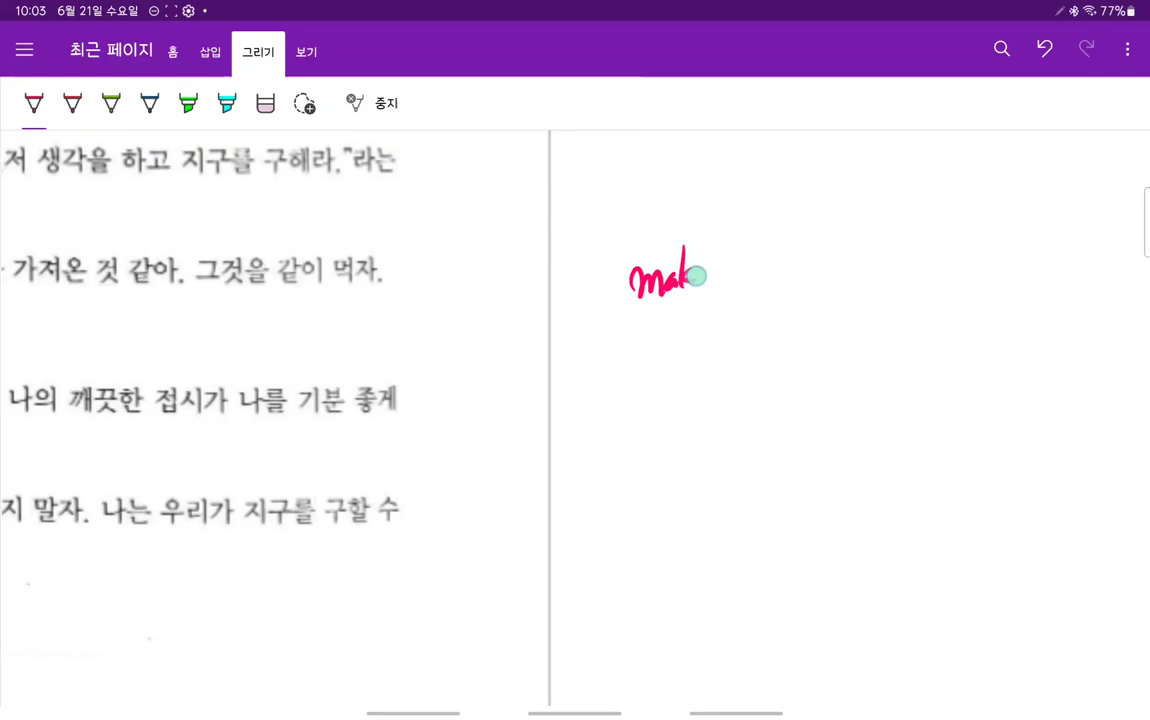 10:03 6월 21일 수요일 77%
최근 페이지 홈 삽입 그리기 보기
중지
저 생각을 하고 지구를 구해라."라는
가져온 것 같아. 그것을 같이 먹자.
mak
나의 깨끗한 접시가 나를 기분 좋게
지 말자. 나는 우리가 지구를 구할 수